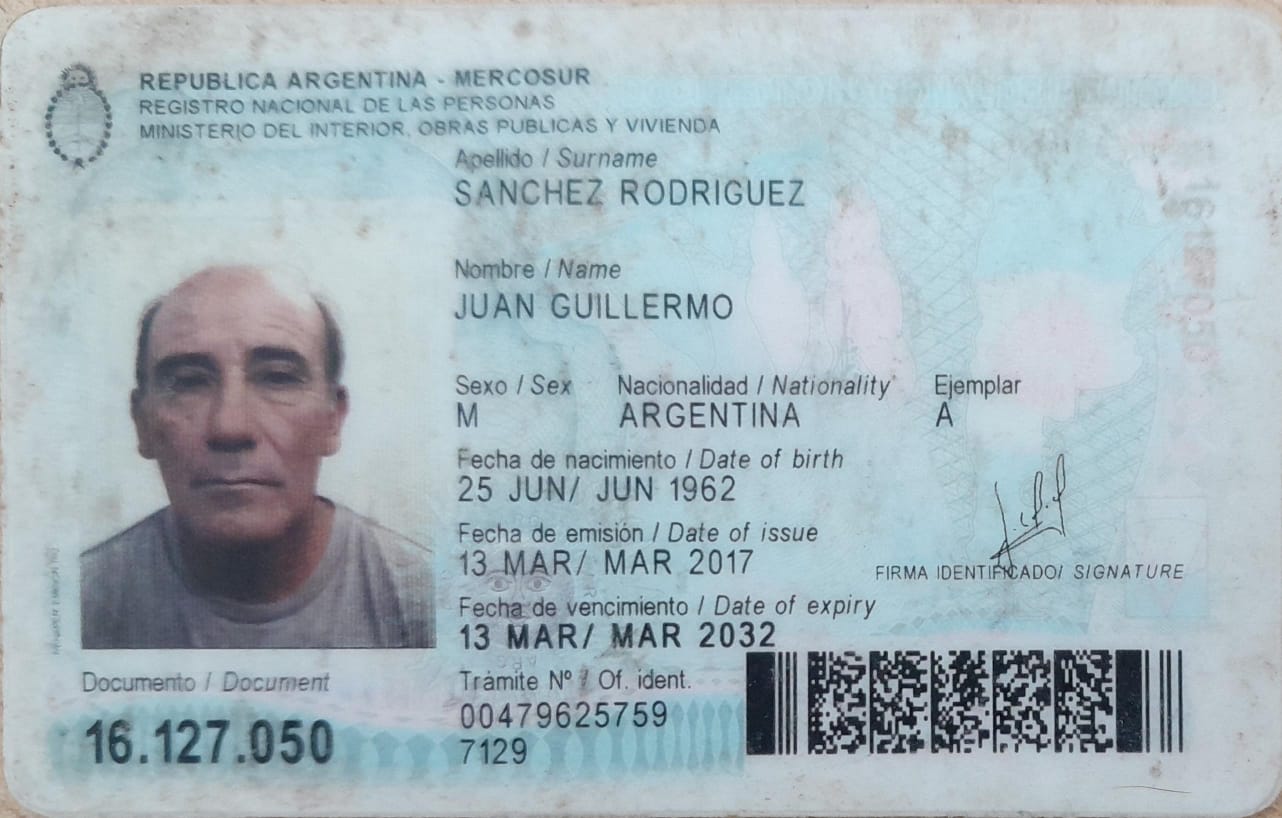 REPUBLICA ARGENTINA - MERCOSUR
REGISTRO NACIONAL DE LAS PERSONAS
MINISTERIO DEL INTERIOR, OBRAS PUBLICAS Y VIVIENDA
Apellido / Surname
SANCHEZ RODRIGUEZ
Nombre / Name
JUAN GUILLERMO
Sexo / Sex Nacionalidad / Nationality Ejemplar
M ARGENTINA A
Fecha de nacimiento / Date of birth
25 JUN/ JUN 1962
Fecha de emisión / Date of issue
13 MAR/ MAR 2017
FIRMA IDENTIFICADO/ SIGNATURE
Fecha de vencimiento / Date of expiry
13 MAR/ MAR 2032
Documento / Document
16.127.050
Trámite Nº / Of. ident.
00479625759
7129